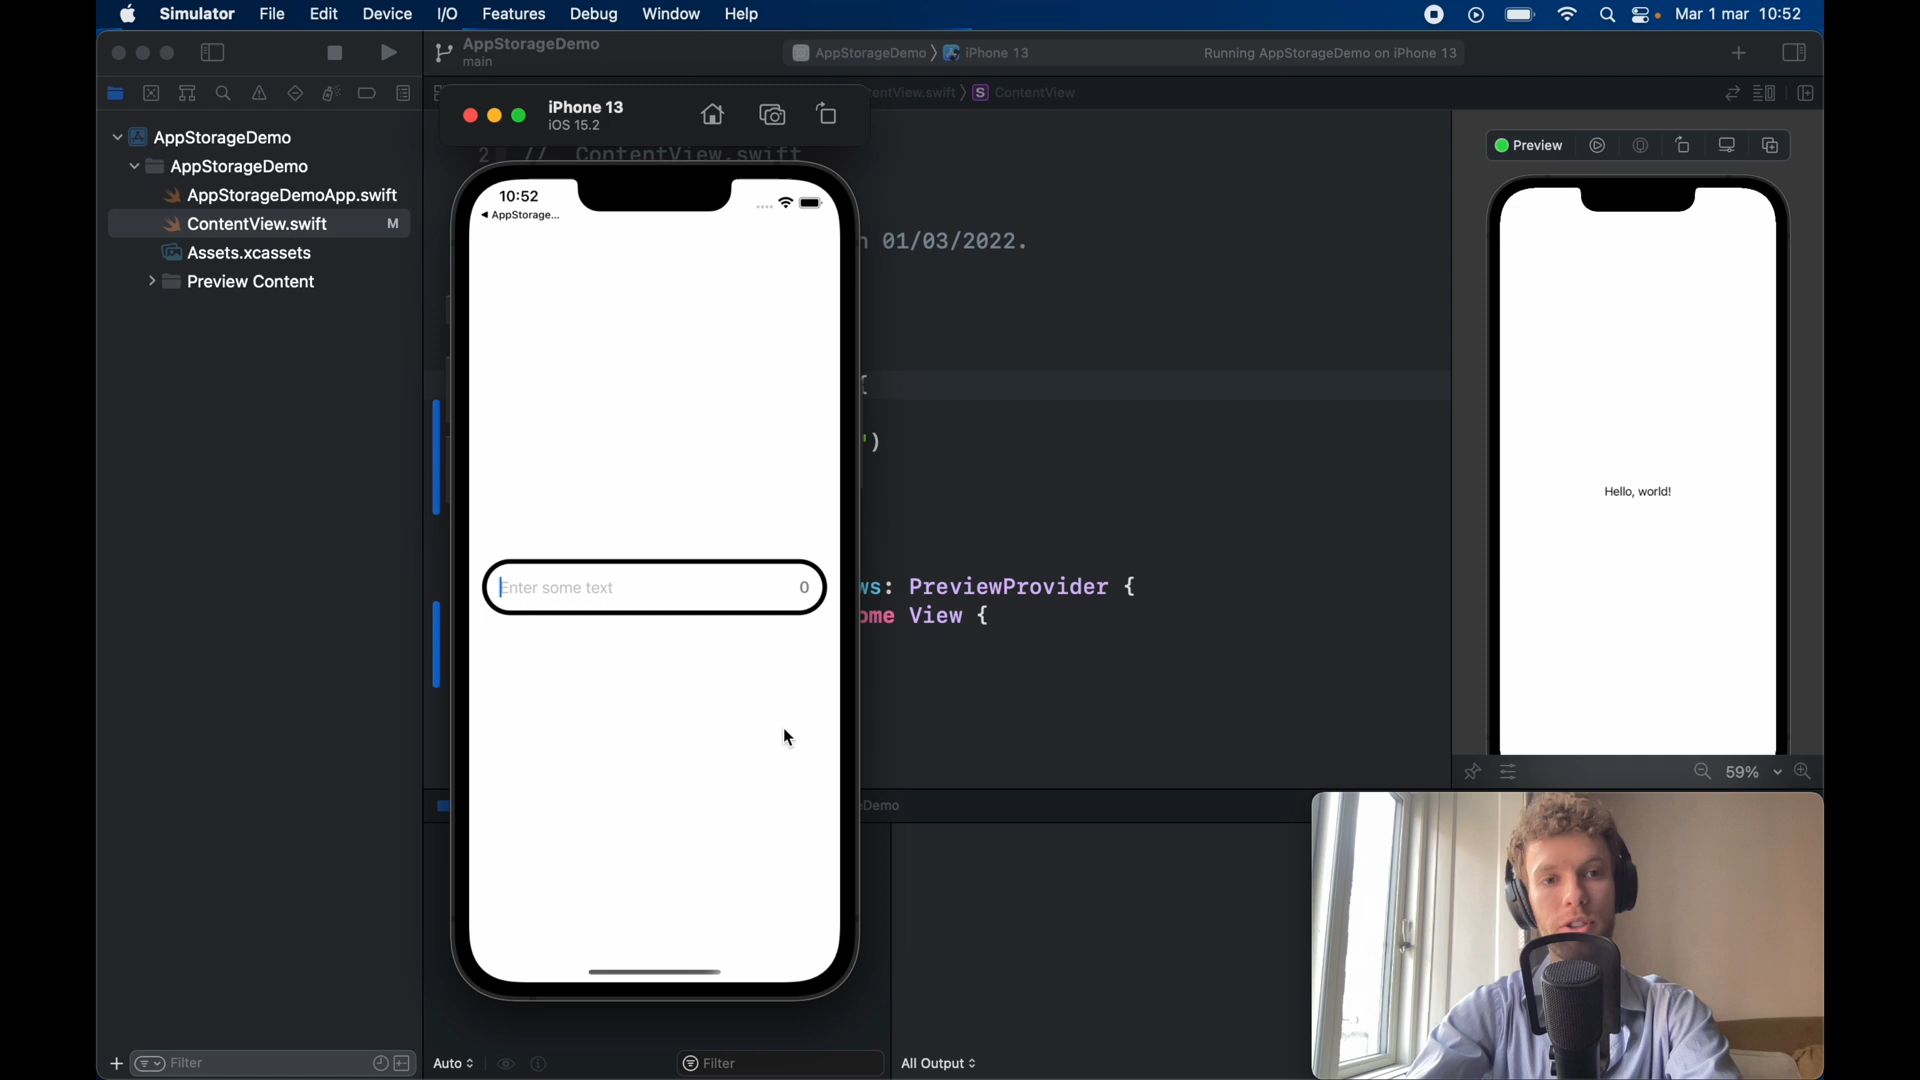 Simulator File Edit Device I/O Features Debug Window Help Mar 1 mar 10:52
AppStorageDemo
main
AppStorageDemo iPhone 13 Running AppStorageDemo on iPhone 13
ContentView
iPhone 13
iOS 15.2
AppStorageDemo
AppStorageDemo
AppStorageDemoApp.swift
ContentView.swift M
Assets.xcassets
Preview Content
2 // ContentView.swift
01/03/2022.
{
')
ws: PreviewProvider {
ome View {
10:52
AppStorage...
Enter some text 0
Preview
Hello, world!
59%
Demo
Filter
Auto
Filter
All Output